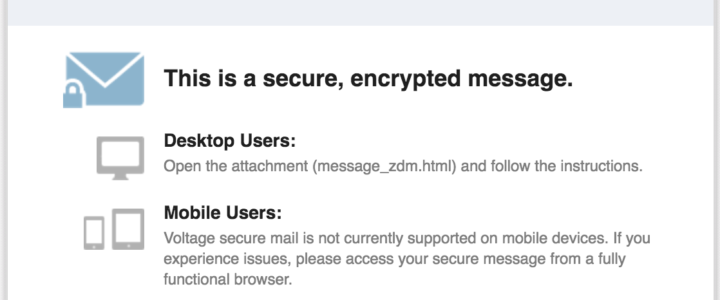 This is a secure, encrypted message.
Desktop Users:
Open the attachment (message_zdm.html) and follow the instructions.
Mobile Users:
Voltage secure mail is not currently supported on mobile devices. If you
experience issues, please access your secure message from a fully
functional browser.